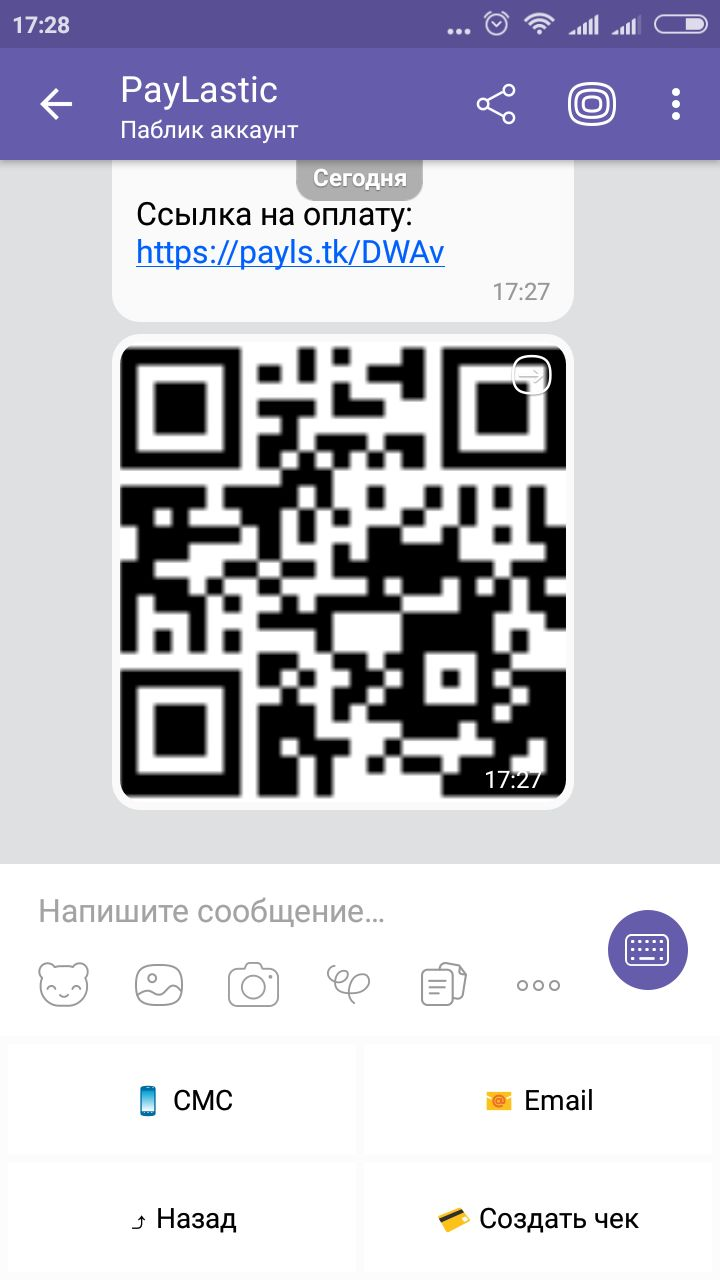 17:28
PayLastic
Паблик аккаунт
Сегодня
Ссылка на оплату:
https://payls.tk/DWAv
17:27
17:27
Напишите сообщение…
СМС
Email
Назад
Создать чек